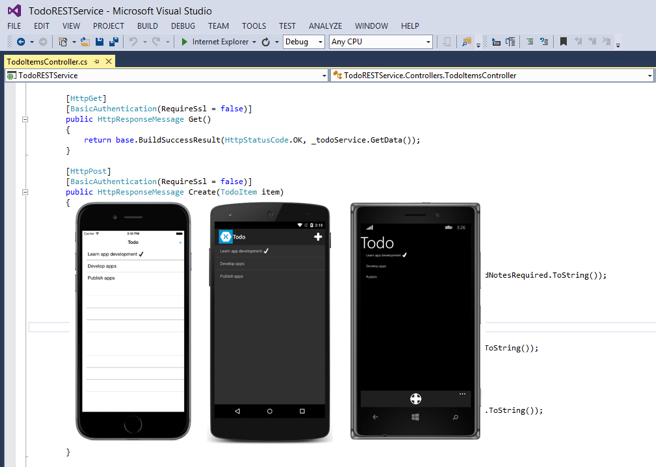 TodoRESTService - Microsoft Visual Studio
FILE EDIT VIEW PROJECT BUILD DEBUG TEAM TOOLS TEST ANALYZE WINDOW HELP
Internet Explorer Debug Any CPU
TodoItemsController.cs
TodoRESTService TodoRESTService.Controllers.TodoItemsController
[HttpGet]
[BasicAuthentication(RequireSsl = false)]
public HttpResponseMessage Get()
{
return base.BuildSuccessResult(HttpStatusCode.OK, _todoService.GetData());
}
[HttpPost]
[BasicAuthentication(RequireSsl = false)]
public HttpResponseMessage Create(TodoItem item)
{
Carrier
Todo
+
Learn app development
Develop apps
Publish apps
Todo
Learn app development
Develop apps
Publish apps
3:26
Todo
Learn app development
Develop apps
Publish
dNotesRequired.ToString());
ToString());
.ToString());
}